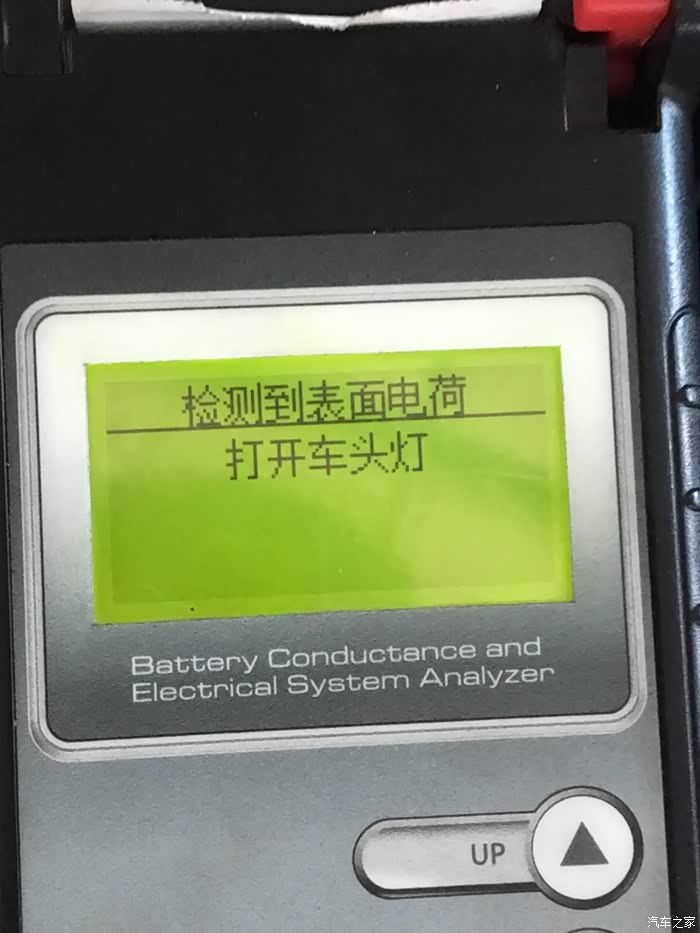 检测到表面电荷
打开车头灯
Battery Conductance and
Electrical System Analyzer
UP
汽车之家